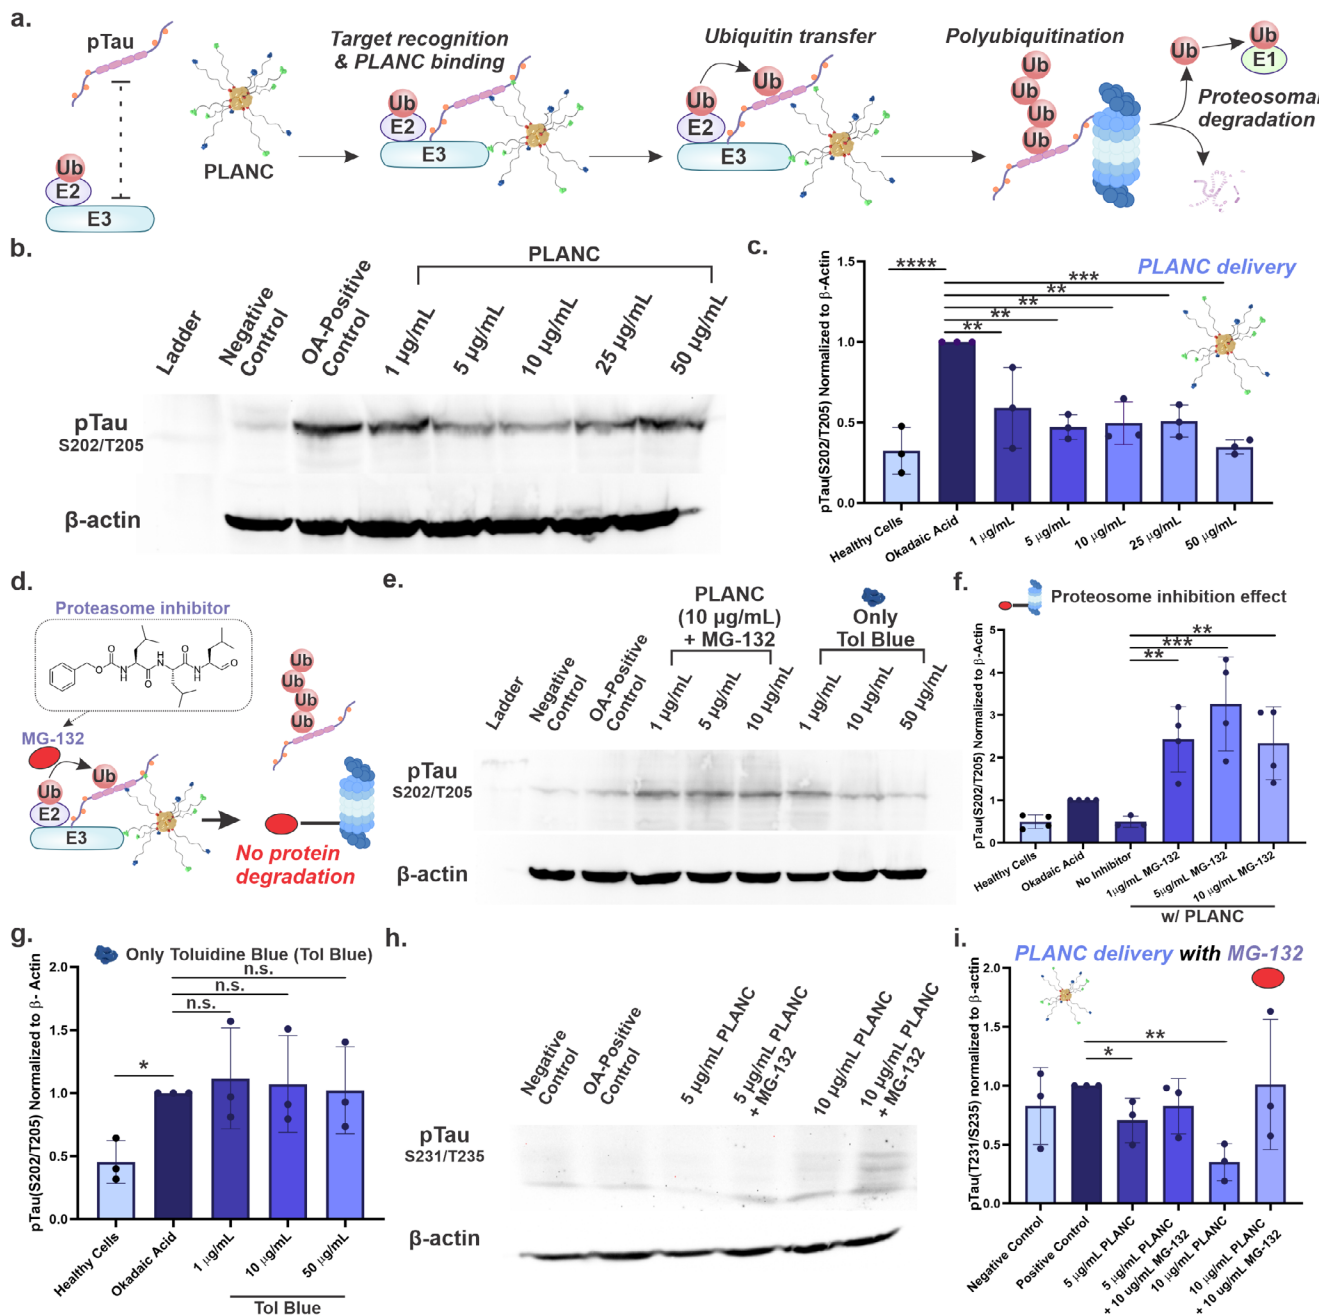 a.
pTau
PLANC
Ub
E2
E3
Target recognition
& PLANC binding
Ub
E2
E3
Ubiquitin transfer
Ub
Ub
E2
E3
Polyubiquitination
Ub
Ub
Ub
Ub
Ub
Ub
E1
Proteosomal
degradation
b.
Ladder
Negative
Control
OA-Positive
Control
PLANC
1 µg/mL
5 µg/mL
10 µg/mL
25 µg/mL
50 µg/mL
pTau
S202/T205
β-actin
c.
PLANC delivery
pTau(S202/T205) Normalized to β-Actin
1.5
1.0
0.5
0.0
****
***
**
**
**
**
Healthy Cells
Okadaic Acid
1 µg/mL
5 µg/mL
10 µg/mL
25 µg/mL
50 µg/mL
d.
Proteasome inhibitor
O
N
H
O
H
N
O
N
H
O
O
MG-132
Ub
Ub
E2
E3
Ub
Ub
Ub
Ub
No protein
degradation
e.
PLANC
(10 µg/mL)
+ MG-132
Only
Tol Blue
Ladder
Negative
Control
OA-Positive
Control
1 µg/mL
5 µg/mL
10 µg/mL
1 µg/mL
10 µg/mL
50 µg/mL
pTau
S202/T205
β-actin
f.
Proteosome inhibition effect
pTau(S202/T205) Normalized to β-Actin
5
4
3
2
1
0
**
***
**
Healthy Cells
Okadaic Acid
No Inhibitor
1µg/mL MG-132
5µg/mL MG-132
10 µg/mL MG-132
w/ PLANC
g.
Only Toluidine Blue (Tol Blue)
pTau(S202/T205) Normalized to β- Actin
2.0
1.5
1.0
0.5
0.0
n.s.
n.s.
n.s.
*
Healthy Cells
Okadaic Acid
1 µg/mL
10 µg/mL
50 µg/mL
Tol Blue
h.
Negative
Control
OA-Positive
Control
5 µg/mL PLANC
5 µg/mL PLANC
+ MG-132
10 µg/mL PLANC
10 µg/mL PLANC
+ MG-132
pTau
S231/T235
β-actin
i.
PLANC delivery with MG-132
pTau(T231/S235) normalized to β-actin
2.0
1.5
1.0
0.5
0.0
**
*
Negative Control
Positive Control
5 µg/mL PLANC
5 µg/mL PLANC
+ 10 ug/mL MG-132
10 µg/mL PLANC
10 µg/mL PLANC
+ 10 ug/mL MG-132